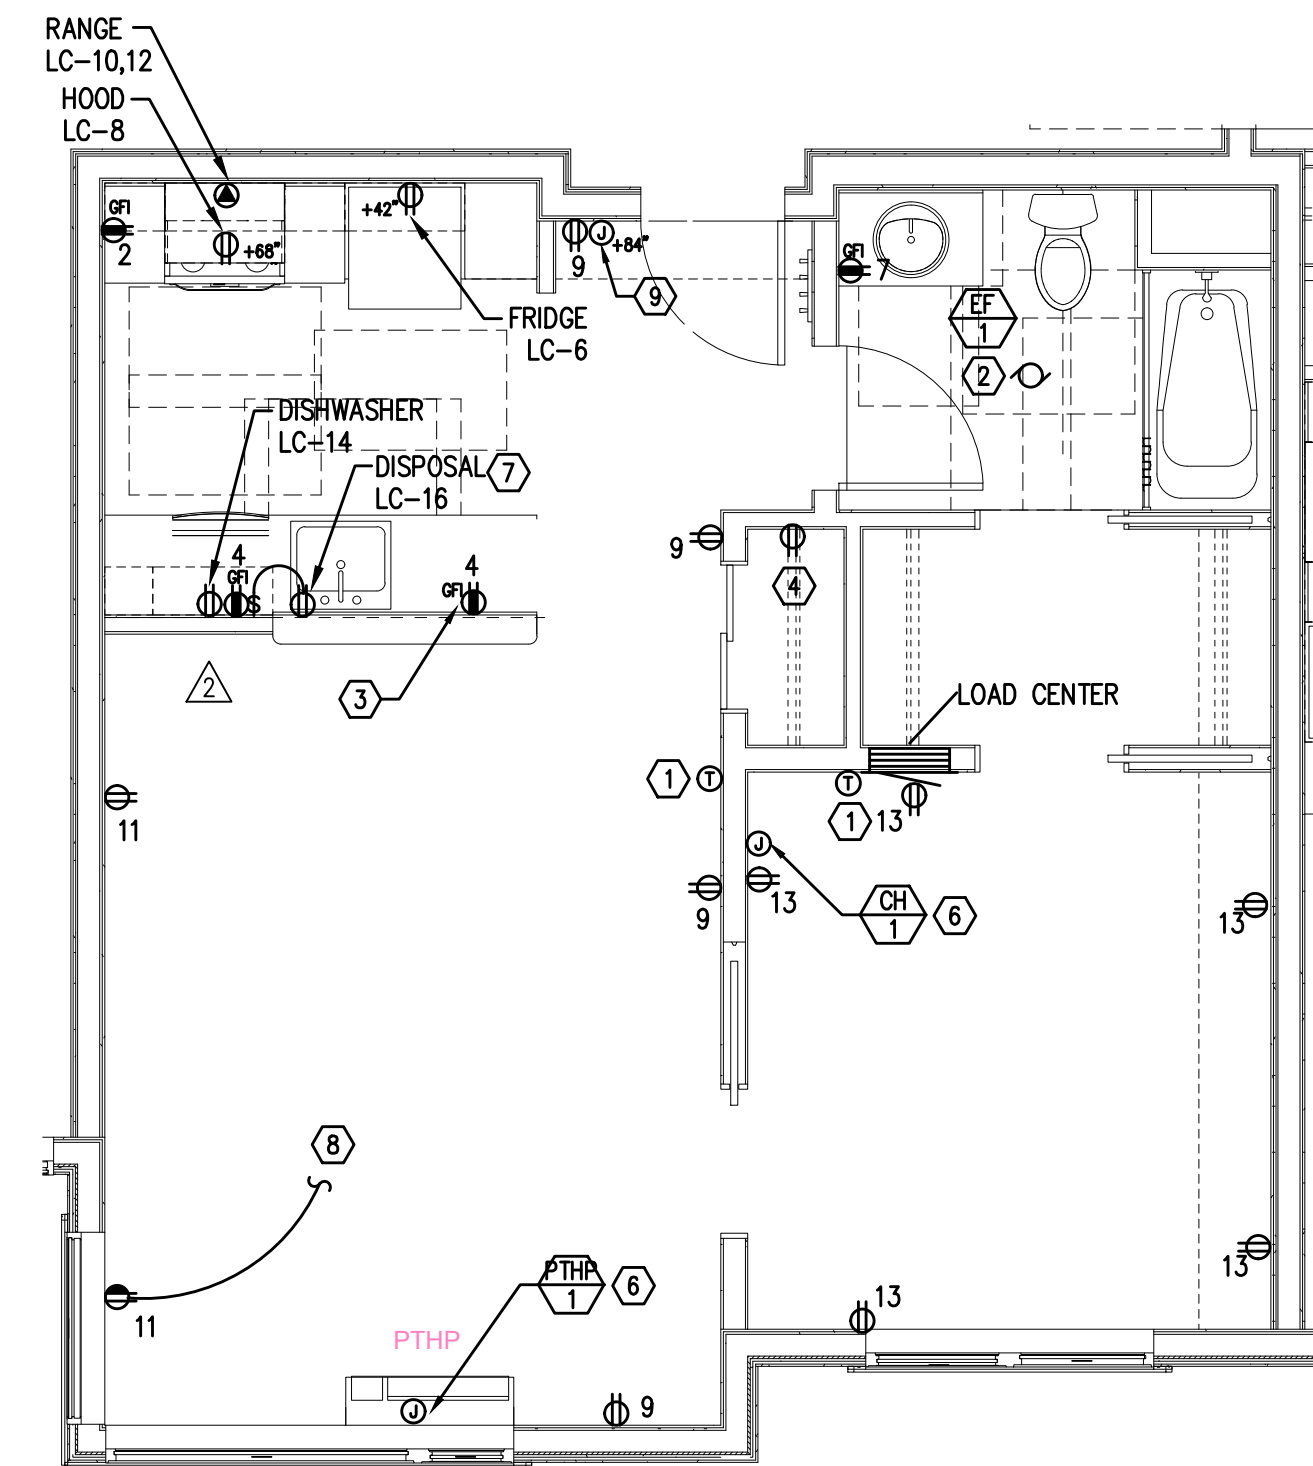 RANGE
LC-10,12
HOOD
LC-8
GFI
2
+68"
+42"
9
J
+84"
9
FRIDGE
LC-6
GFI
7
EF
1
2
DISHWASHER
LC-14
DISPOSAL
7
LC-16
4
GFI
S
4
GFI
9
4
2
3
LOAD CENTER
1
T
T
1
13
11
J
9
13
CH
1
6
13
8
PTHP
1
6
11
PTHP
J
9
13
13